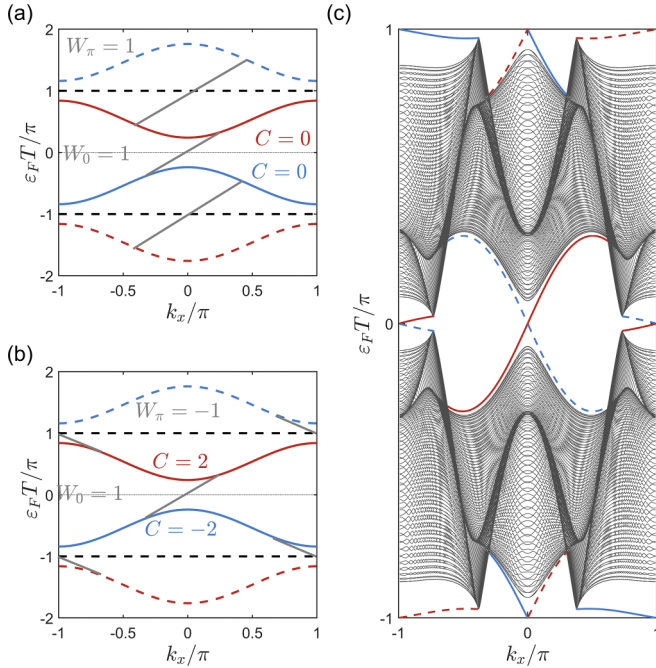 (a)
2
1
0
-1
-2
ε_F T/π
W_π = 1
W_0 = 1
C = 0
C = 0
-1 -0.5 0 0.5 1
k_x/π
(b)
2
1
0
-1
-2
ε_F T/π
W_π = −1
W_0 = 1
C = 2
C = −2
-1 -0.5 0 0.5 1
k_x/π
(c)
1
0
-1
ε_F T/π
-1 0 1
k_x/π